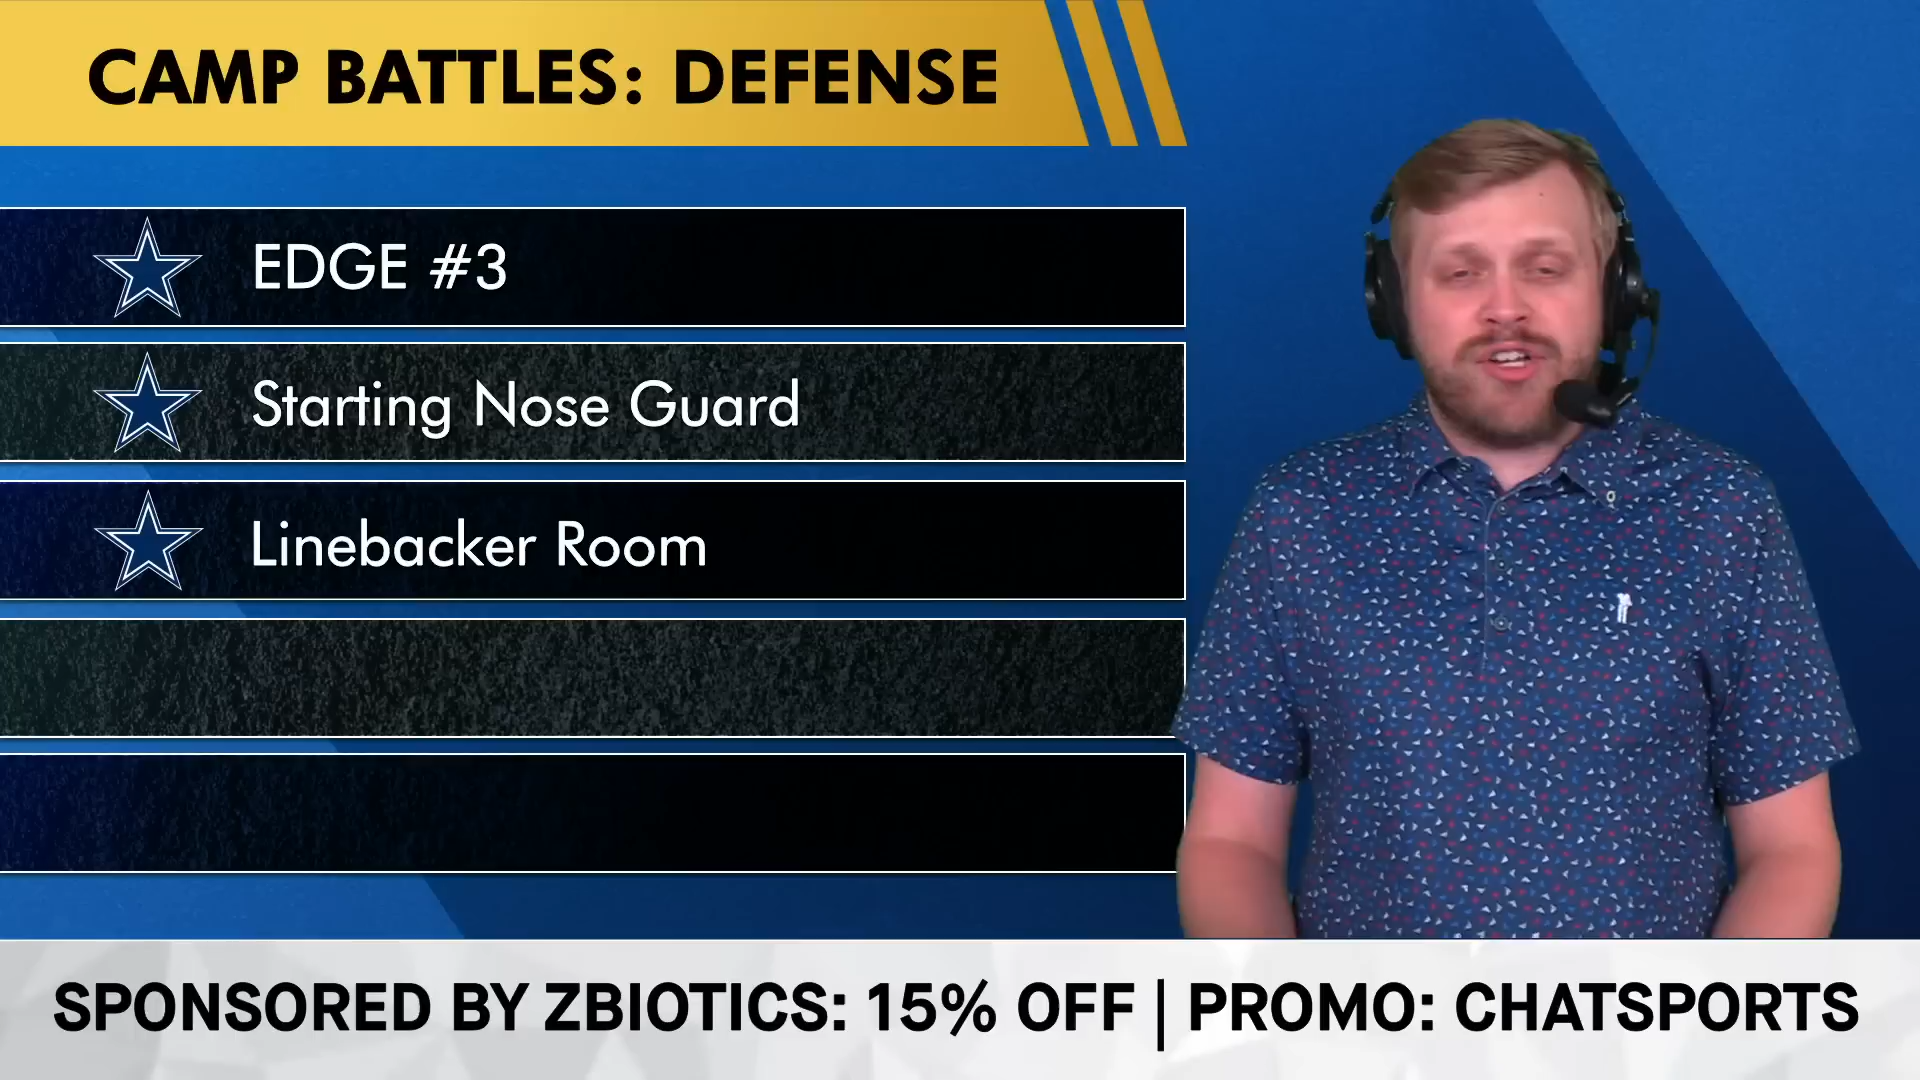 CAMP BATTLES: DEFENSE
EDGE #3
Starting Nose Guard
Linebacker Room
SPONSORED BY ZBIOTICS: 15% OFF | PROMO: CHATSPORTS